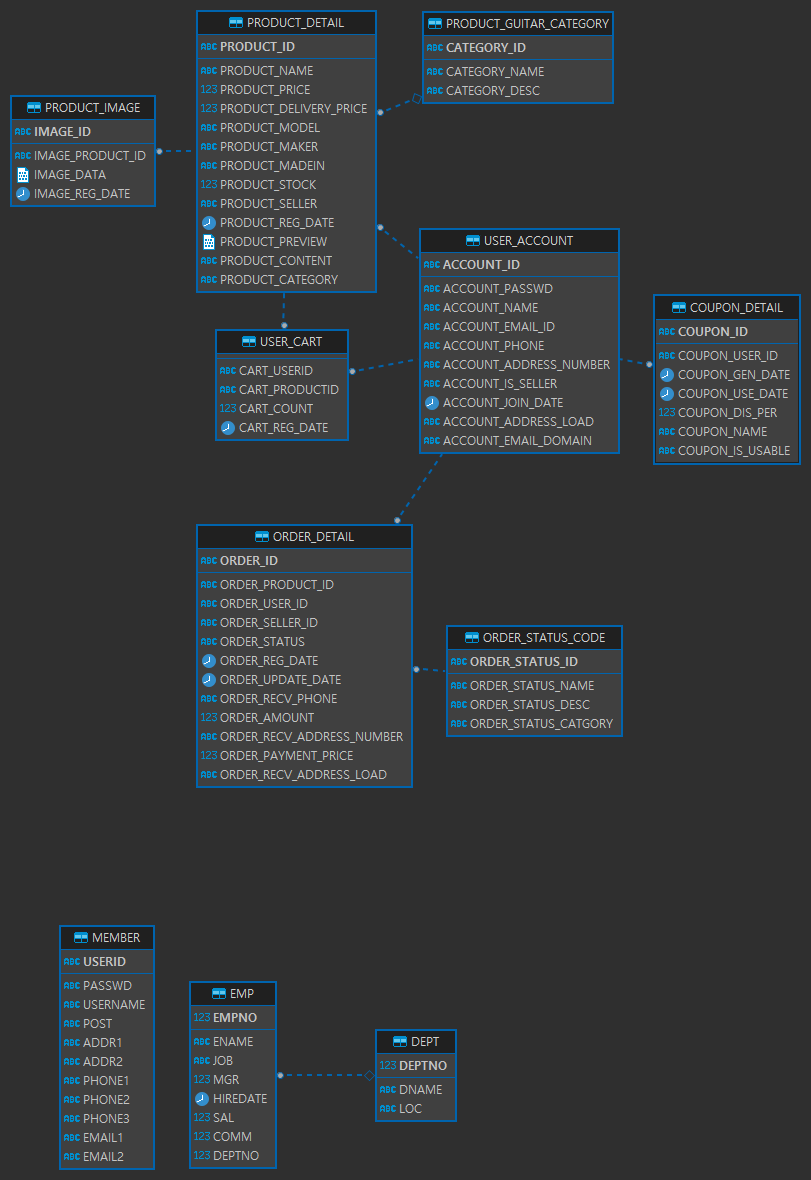 PRODUCT_DETAIL
ABC PRODUCT_ID
ABC PRODUCT_NAME
123 PRODUCT_PRICE
123 PRODUCT_DELIVERY_PRICE
ABC PRODUCT_MODEL
ABC PRODUCT_MAKER
ABC PRODUCT_MADEIN
123 PRODUCT_STOCK
ABC PRODUCT_SELLER
PRODUCT_REG_DATE
PRODUCT_PREVIEW
ABC PRODUCT_CONTENT
ABC PRODUCT_CATEGORY
PRODUCT_GUITAR_CATEGORY
ABC CATEGORY_ID
ABC CATEGORY_NAME
ABC CATEGORY_DESC
PRODUCT_IMAGE
ABC IMAGE_ID
ABC IMAGE_PRODUCT_ID
IMAGE_DATA
IMAGE_REG_DATE
USER_ACCOUNT
ABC ACCOUNT_ID
ABC ACCOUNT_PASSWD
ABC ACCOUNT_NAME
ABC ACCOUNT_EMAIL_ID
ABC ACCOUNT_PHONE
ABC ACCOUNT_ADDRESS_NUMBER
ABC ACCOUNT_IS_SELLER
ACCOUNT_JOIN_DATE
ABC ACCOUNT_ADDRESS_LOAD
ABC ACCOUNT_EMAIL_DOMAIN
COUPON_DETAIL
ABC COUPON_ID
ABC COUPON_USER_ID
COUPON_GEN_DATE
COUPON_USE_DATE
123 COUPON_DIS_PER
ABC COUPON_NAME
ABC COUPON_IS_USABLE
USER_CART
ABC CART_USERID
ABC CART_PRODUCTID
123 CART_COUNT
CART_REG_DATE
ORDER_DETAIL
ABC ORDER_ID
ABC ORDER_PRODUCT_ID
ABC ORDER_USER_ID
ABC ORDER_SELLER_ID
ABC ORDER_STATUS
ORDER_REG_DATE
ORDER_UPDATE_DATE
ABC ORDER_RECV_PHONE
123 ORDER_AMOUNT
ABC ORDER_RECV_ADDRESS_NUMBER
123 ORDER_PAYMENT_PRICE
ABC ORDER_RECV_ADDRESS_LOAD
ORDER_STATUS_CODE
ABC ORDER_STATUS_ID
ABC ORDER_STATUS_NAME
ABC ORDER_STATUS_DESC
ABC ORDER_STATUS_CATGORY
MEMBER
ABC USERID
ABC PASSWD
ABC USERNAME
ABC POST
ABC ADDR1
ABC ADDR2
ABC PHONE1
ABC PHONE2
ABC PHONE3
ABC EMAIL1
ABC EMAIL2
EMP
123 EMPNO
ABC ENAME
ABC JOB
123 MGR
HIREDATE
123 SAL
123 COMM
123 DEPTNO
DEPT
123 DEPTNO
ABC DNAME
ABC LOC